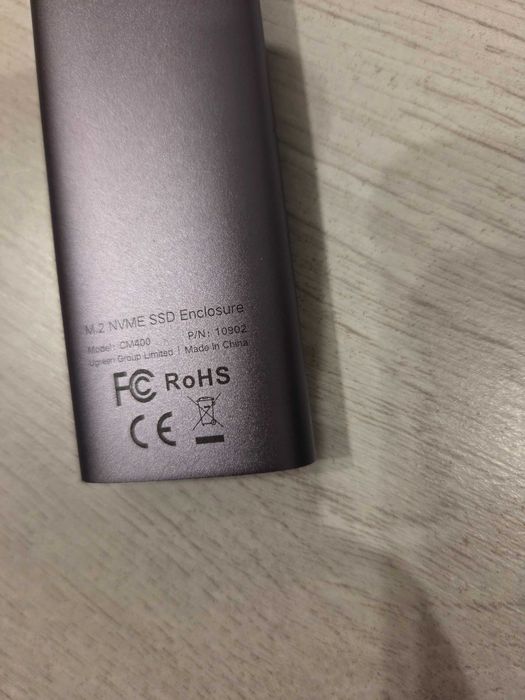 M.2 NVME SSD Enclosure
Model: CM400 P/N: 10902
Ugreen Group Limited | Made In China
FC RoHS
CE